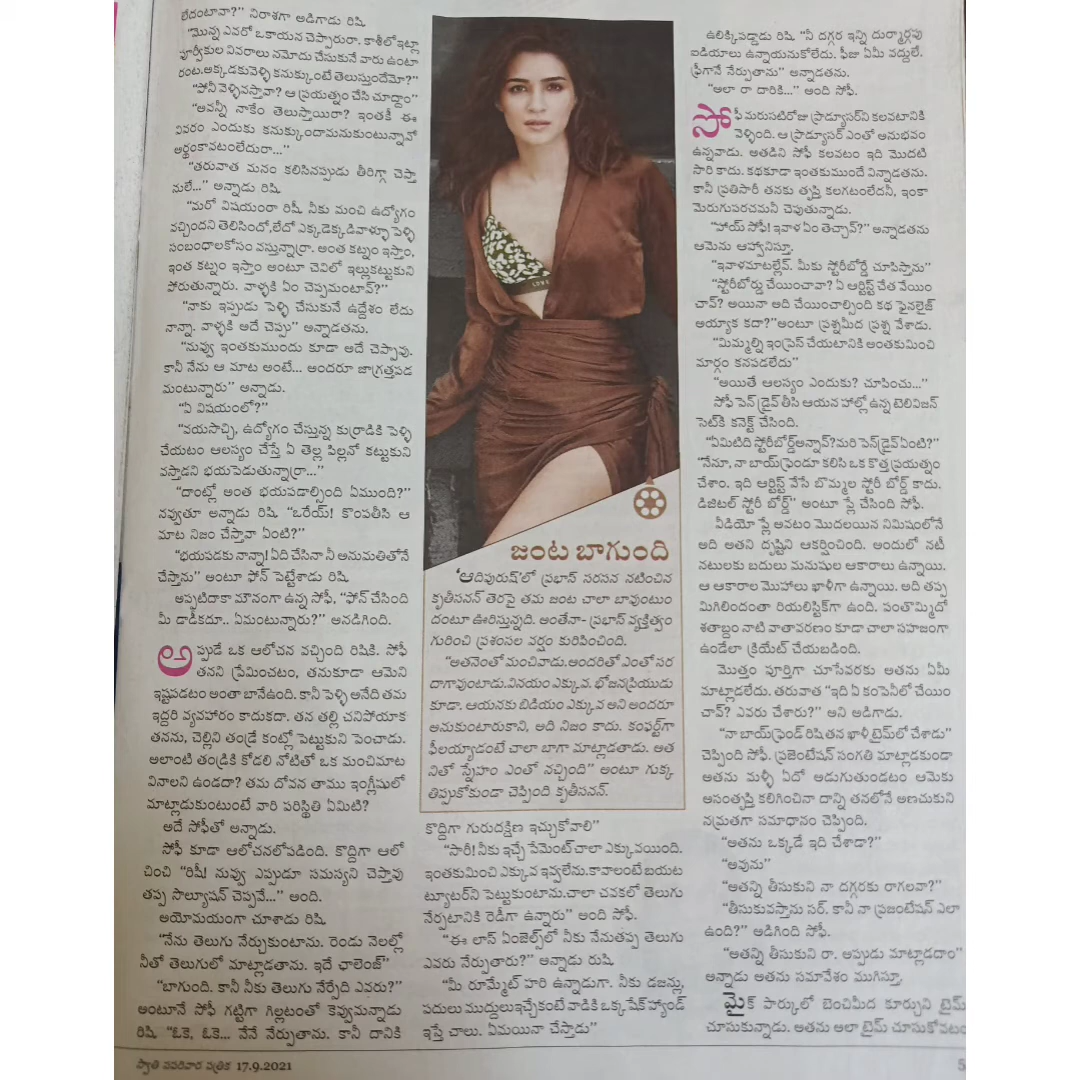 లేదంటావా?” నిరాశగా అడిగాడు రిషి.
“మొన్న ఎవరో ఒకాయన చెప్పారురా. కాశీలో ఇట్లా
పూర్వీకుల వివరాలు నమోదు చేసుకునే వారు ఉంటా
రంట. అక్కడకువెళ్ళి కనుక్కుంటే తెలుస్తుందేమో?”
“పోనీ వెళ్ళివస్తావా? ఆ ప్రయత్నం చేసి చూద్దాం”
“అవన్నీ నాకేం తెలుస్తాయిరా? ఇంతకీ ఈ
వివరం ఎందుకు కనుక్కుందామనుకుంటున్నావో
అర్థంకావటంలేదురా...”
“తరువాత మనం కలిసినప్పుడు తీరిగ్గా చెప్తా
నులే...” అన్నాడు రిషి.
“మరో విషయంరా రిషీ. నీకు మంచి ఉద్యోగం
వచ్చిందని తెలిసిందో,లేదో ఎక్కడెక్కడివాళ్ళూ పెళ్ళి
సంబంధాలకోసం వస్తున్నార్రా. అంత కట్నం ఇస్తాం,
ఇంత కట్నం ఇస్తాం అంటూ చెవిలో ఇల్లుకట్టుకుని
పోరుతున్నారు. వాళ్ళకి ఏం చెప్పమంటావ్?”
“నాకు ఇప్పుడు పెళ్ళి చేసుకునే ఉద్దేశం లేదు
నాన్నా. వాళ్ళకి అదే చెప్పు” అన్నాడతను.
“నువ్వు ఇంతకుముందు కూడా అదే చెప్పావు.
కానీ నేను ఆ మాట అంటే... అందరూ జాగ్రత్తపడ
మంటున్నారు” అన్నాడు.
“ఏ విషయంలో?”
“వయసొచ్చి, ఉద్యోగం చేస్తున్న కుర్రాడికి పెళ్ళి
చేయటం ఆలస్యం చేస్తే ఏ తెల్ల పిల్లనో కట్టుకుని
వస్తాడని భయపెడుతున్నార్రా...”
“దాంట్లో అంత భయపడాల్సింది ఏముంది?”
నవ్వుతూ అన్నాడు రిషి. “ఒరేయ్! కొంపతీసి ఆ
మాట నిజం చేస్తావా ఏంటి?”
“భయపడకు నాన్నా! ఏది చేసినా నీ అనుమతితోనే
చేస్తాను” అంటూ ఫోన్ పెట్టేశాడు రిషి.
అప్పటిదాకా మౌనంగా ఉన్న సోఫీ, “ఫోన్ చేసింది
మీ డాడీకదూ.. ఏమంటున్నారు?” అనడిగింది.
అప్పుడే ఒక ఆలోచన వచ్చింది రిషికి. సోఫీ
తనని ప్రేమించటం, తనుకూడా ఆమెని
ఇష్టపడటం అంతా బానేఉంది. కానీ పెళ్ళి అనేది తమ
ఇద్దరి వ్యవహారం కాదుకదా. తన తల్లి చనిపోయాక
తనను, చెల్లిని తండ్రే కంట్లో పెట్టుకుని పెంచాడు.
అలాంటి తండ్రికి కోడలి నోటితో ఒక మంచిమాట
వినాలని ఉండదా? తమ దోవన తాము ఇంగ్లీషులో
మాట్లాడుకుంటుంటే వారి పరిస్థితి ఏమిటి?
అదే సోఫీతో అన్నాడు.
సోఫీ కూడా ఆలోచనలోపడింది. కొద్దిగా ఆలో
చించి “రిషీ! నువ్వు ఎప్పుడూ సమస్యని చెప్తావు
తప్ప సొల్యూషన్ చెప్పవే...” అంది.
అయోమయంగా చూశాడు రిషి.
“నేను తెలుగు నేర్చుకుంటాను. రెండు నెలల్లో
నీతో తెలుగులో మాట్లాడతాను. ఇదే ఛాలెంజ్”
“బాగుంది. కానీ నీకు తెలుగు నేర్పేది ఎవరు?”
అంటూనే సోఫీ గట్టిగా గిల్లటంతో కెవ్వుమన్నాడు
రిషి. “ఓకె, ఓకె... నేనే నేర్పుతాను. కానీ దానికి
జంట బాగుంది
‘ఆదిపురుష్’లో ప్రభాస్ సరసన నటించిన
కృతీసనన్ తెరపై తమ జంట చాలా బావుంటుం
దంటూ ఊరిస్తున్నది. అంతేనా- ప్రభాస్ వ్యక్తిత్వం
గురించి ప్రశంసల వర్షం కురిపించింది.
“అతనెంతో మంచివాడు.అందరితో ఎంతో సర
దాగావుంటాడు.వినయం ఎక్కువ. భోజనప్రియుడు
కూడా. ఆయనకు బిడియం ఎక్కువ అని అందరూ
అనుకుంటారుకాని, అది నిజం కాదు. కంఫర్ట్‌గా
ఫీలయ్యాడంటే చాలా బాగా మాట్లాడతాడు. అత
నితో స్నేహం ఎంతో నచ్చింది” అంటూ గుక్క
తిప్పుకోకుండా చెప్పింది కృతీసనన్.
కొద్దిగా గురుదక్షిణ ఇచ్చుకోవాలి”
“సారీ! నీకు ఇచ్చే పేమెంట్ చాలా ఎక్కువయింది.
ఇంతకుమించి ఎక్కువ ఇవ్వలేను. కావాలంటే బయట
ట్యూటర్‌ని పెట్టుకుంటాను.చాలా చవకలో తెలుగు
నేర్పటానికి రెడీగా ఉన్నారు” అంది సోఫీ.
“ఈ లాస్ ఏంజెల్స్‌లో నీకు నేనుతప్ప తెలుగు
ఎవరు నేర్పుతారు?” అన్నాడు రుషి.
“మీ రూమ్మేట్ హరి ఉన్నాడుగా. నీకు డజన్లు,
పదులు ముద్దులు ఇచ్చేకంటే వాడికి ఒక్క షేక్ హ్యాండ్
ఇస్తే చాలు. ఏమయినా చేస్తాడు”
ఉలిక్కిపడ్డాడు రిషి. “నీ దగ్గర ఇన్ని దుర్మార్గపు
ఐడియాలు ఉన్నాయనుకోలేదు. ఫీజూ ఏమీ వద్దులే.
ఫ్రీగానే నేర్పుతాను” అన్నాడతను.
“అలా రా దారికి...” అంది సోఫీ.
సోఫీ మరుసటిరోజు ప్రొడ్యూసర్‌ని కలవటానికి
వెళ్ళింది. ఆ ప్రొడ్యూసర్ ఎంతో అనుభవం
ఉన్నవాడు. అతడిని సోఫీ కలవటం ఇది మొదటి
సారి కాదు. కథకూడా ఇంతకుముందే విన్నాడతను.
కానీ ప్రతిసారీ తనకు తృప్తి కలగటంలేదనీ, ఇంకా
మెరుగుపరచమనీ చెపుతున్నాడు.
“హాయ్ సోఫీ! ఇవాళ ఏం తెచ్చావ్?” అన్నాడతను
ఆమెను ఆహ్వానిస్తూ.
“ఇవాళమాటల్లేవ్. మీకు స్టోరీబోర్డే చూపిస్తాను”
“స్టోరీబోర్డు చేయించావా? ఏ ఆర్టిస్ట్ చేత వేయిం
చావ్? అయినా అది చేయించాల్సింది కథ ఫైనలైజ్
అయ్యాక కదా?”అంటూ ప్రశ్నమీద ప్రశ్న వేశాడు.
“మిమ్మల్ని ఇంప్రెస్ చేయటానికి అంతకుమించి
మార్గం కనపడలేదు”
“అయితే ఆలస్యం ఎందుకు? చూపించు...”
సోఫీ పెన్ డ్రైవ్ తీసి ఆయన హాల్లో ఉన్న టెలివిజన్
సెట్‌కి కనెక్ట్ చేసింది.
“ఏమిటిది స్టోరీబోర్డ్ అన్నావ్?మరి పెన్ డ్రైవ్ ఏంటి?”
“నేనూ, నా బాయ్‌ఫ్రెండూ కలిసి ఒక కొత్త ప్రయత్నం
చేశాం. ఇది ఆర్టిస్ట్ వేసే బొమ్మల స్టోరీ బోర్డ్ కాదు.
డిజిటల్ స్టోరీ బోర్డ్” అంటూ ప్లే చేసింది సోఫీ.
వీడియో ప్లే అవటం మొదలయిన నిమిషంలోనే
అది అతని దృష్టిని ఆకర్షించింది. అందులో నటీ
నటులకు బదులు మనుషుల ఆకారాలు ఉన్నాయి.
ఆ ఆకారాల మొహాలు ఖాళీగా ఉన్నాయి. అది తప్ప
మిగిలిందంతా రియలిస్టిక్‌గా ఉంది. పంతొమ్మిదో
శతాబ్దం నాటి వాతావరణం కూడా చాలా సహజంగా
ఉండేలా క్రియేట్ చేయబడింది.
మొత్తం పూర్తిగా చూసేవరకు అతను ఏమీ
మాట్లాడలేదు. తరువాత “ఇది ఏ కంపెనీలో చేయిం
చావ్? ఎవరు చేశారు?” అని అడిగాడు.
“నా బాయ్‌ఫ్రెండ్ రిషి తన ఖాళీ టైమ్‌లో చేశాడు”
చెప్పింది సోఫీ. ప్రజెంటేషన్ సంగతి మాట్లాడకుండా
అతను మళ్ళీ ఏదో అడుగుతుండటం ఆమెకు
అసంతృప్తి కలిగించినా దాన్ని తనలోనే అణచుకుని
నమ్రతగా సమాధానం చెప్పింది.
“అతను ఒక్కడే ఇది చేశాడా?”
“అవును”
“అతన్ని తీసుకుని నా దగ్గరకు రాగలవా?”
“తీసుకువస్తాను సర్. కానీ నా ప్రజంటేషన్ ఎలా
ఉంది?” అడిగింది సోఫీ.
“అతన్ని తీసుకుని రా. అప్పుడు మాట్లాడదాం”
అన్నాడు అతను సమావేశం ముగిస్తూ.
మైక్ పార్కులో బెంచిమీద కూర్చుని టైమ్
చూసుకున్నాడు. అతను అలా టైమ్ చూసుకోవటం
స్వాతి సపరివార పత్రిక 17.9.2021
5